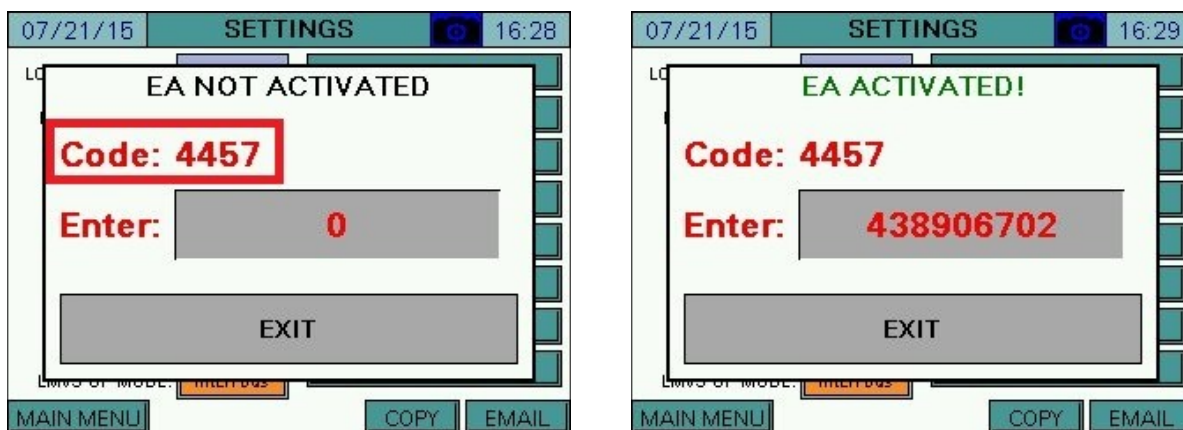 07/21/15 SETTINGS 16:28
EA NOT ACTIVATED
Code: 4457
Enter: 0
EXIT
MAIN MENU COPY EMAIL
07/21/15 SETTINGS 16:29
EA ACTIVATED!
Code: 4457
Enter: 438906702
EXIT
MAIN MENU COPY EMAIL